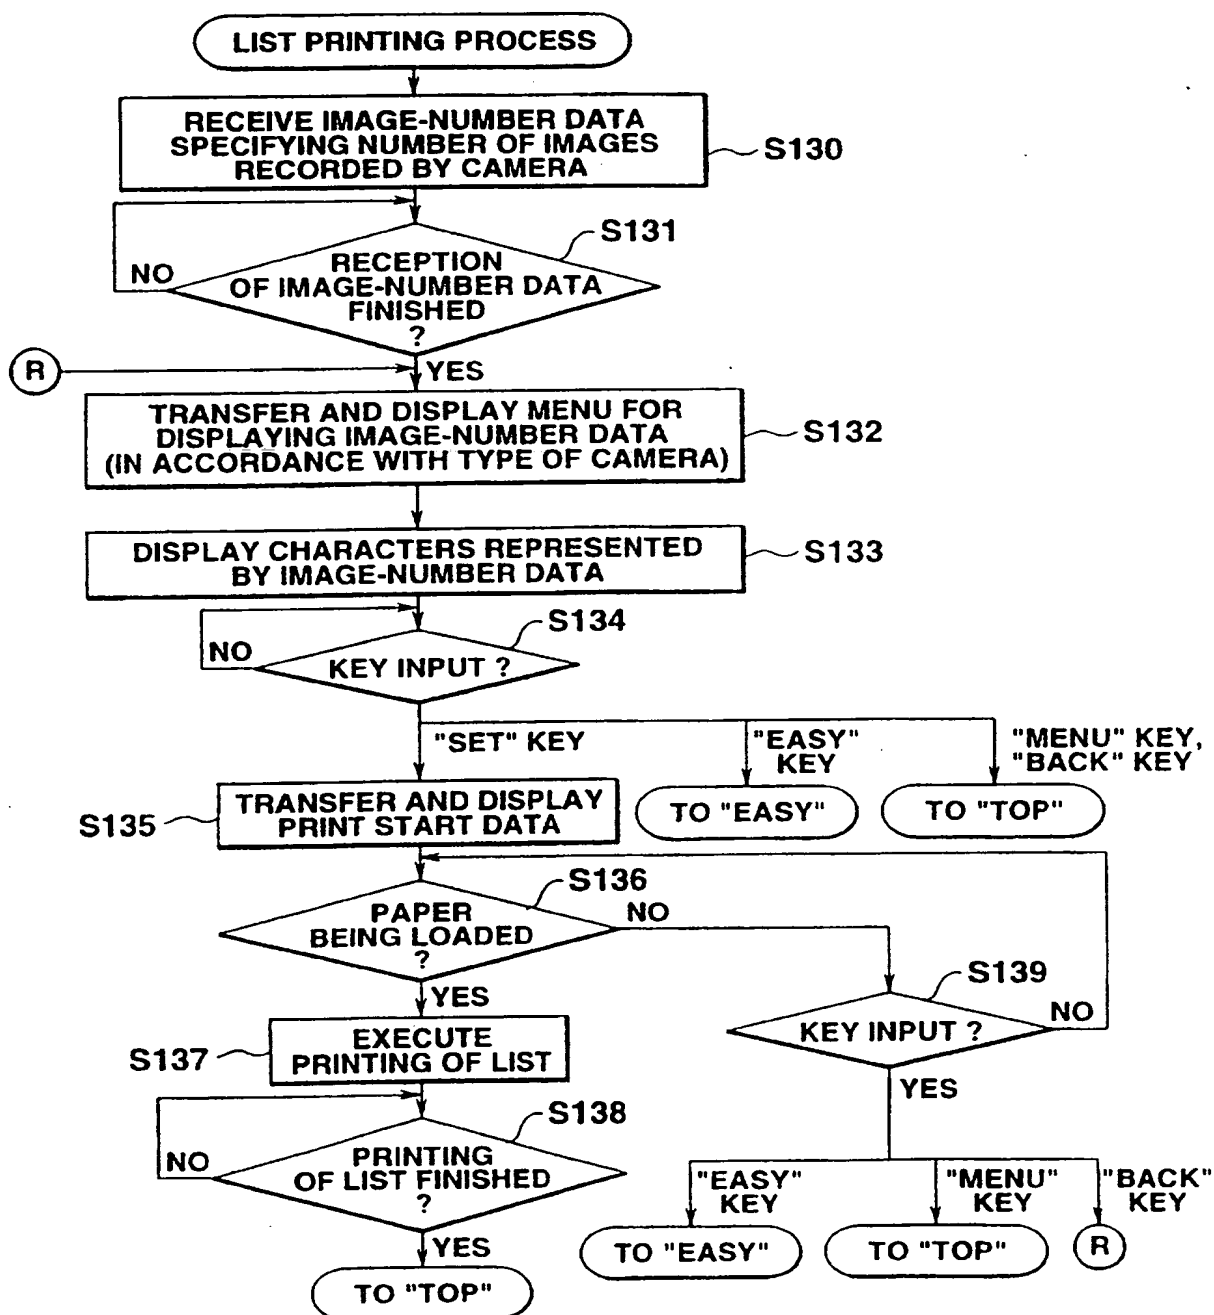 LIST PRINTING PROCESS
RECEIVE IMAGE-NUMBER DATA
SPECIFYING NUMBER OF IMAGES
RECORDED BY CAMERA
S130
S131
RECEPTION
OF IMAGE-NUMBER DATA
FINISHED
?
NO
R
YES
TRANSFER AND DISPLAY MENU FOR
DISPLAYING IMAGE-NUMBER DATA
(IN ACCORDANCE WITH TYPE OF CAMERA)
S132
DISPLAY CHARACTERS REPRESENTED
BY IMAGE-NUMBER DATA
S133
S134
NO
KEY INPUT ?
"SET" KEY
"EASY"
KEY
"MENU" KEY,
"BACK" KEY
S135
TRANSFER AND DISPLAY
PRINT START DATA
TO "EASY"
TO "TOP"
S136
PAPER
BEING LOADED
?
NO
YES
S139
KEY INPUT ?
NO
YES
S137
EXECUTE
PRINTING OF LIST
S138
PRINTING
OF LIST FINISHED
?
NO
YES
TO "TOP"
"EASY"
KEY
"MENU"
KEY
"BACK"
KEY
TO "EASY"
TO "TOP"
R